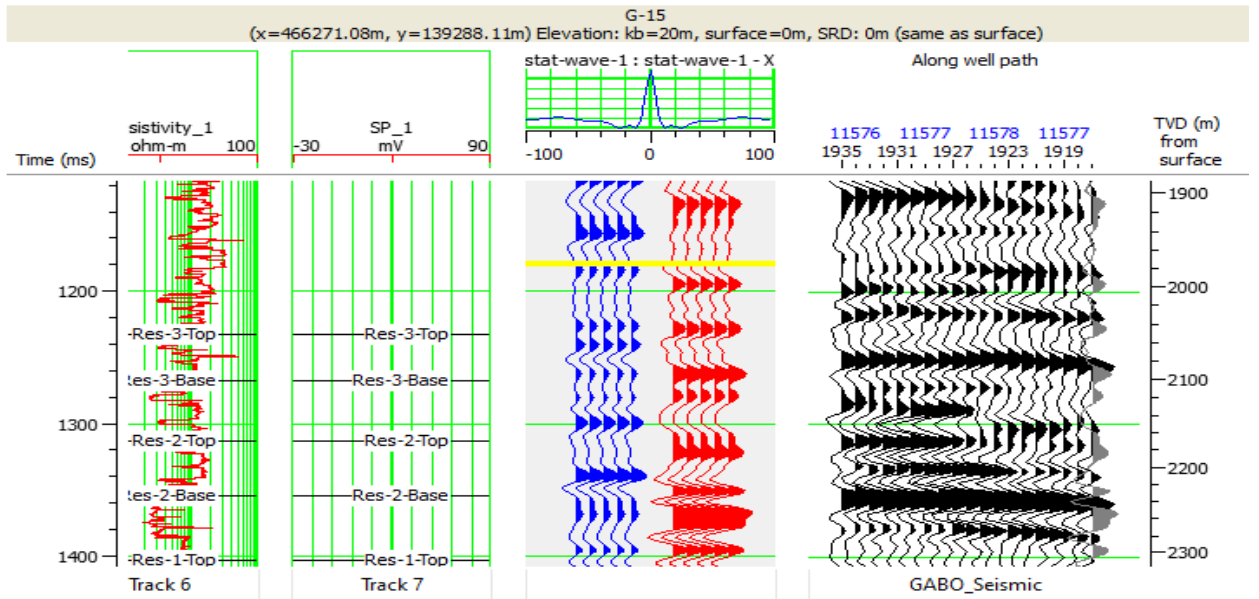 G-15
(x=466271.08m, y=139288.11m) Elevation: kb=20m, surface=0m, SRD: 0m (same as surface)
stat-wave-1 : stat-wave-1 - X
Along well path
sistivity_1
ohm-m 100
SP_1
-30 mV 90
-100 0 100
11576 11577 11578 11577
1935 1931 1927 1923 1919
TVD (m)
from
surface
Time (ms)
1900
1200
2000
-Res-3-Top
Res-3-Top
Res-3-Base
Res-3-Base
2100
1300
-Res-2-Top
Res-2-Top
2200
Res-2-Base
Res-2-Base
1400
-Res-1-Top
Res-1-Top
2300
Track 6
Track 7
GABO_Seismic